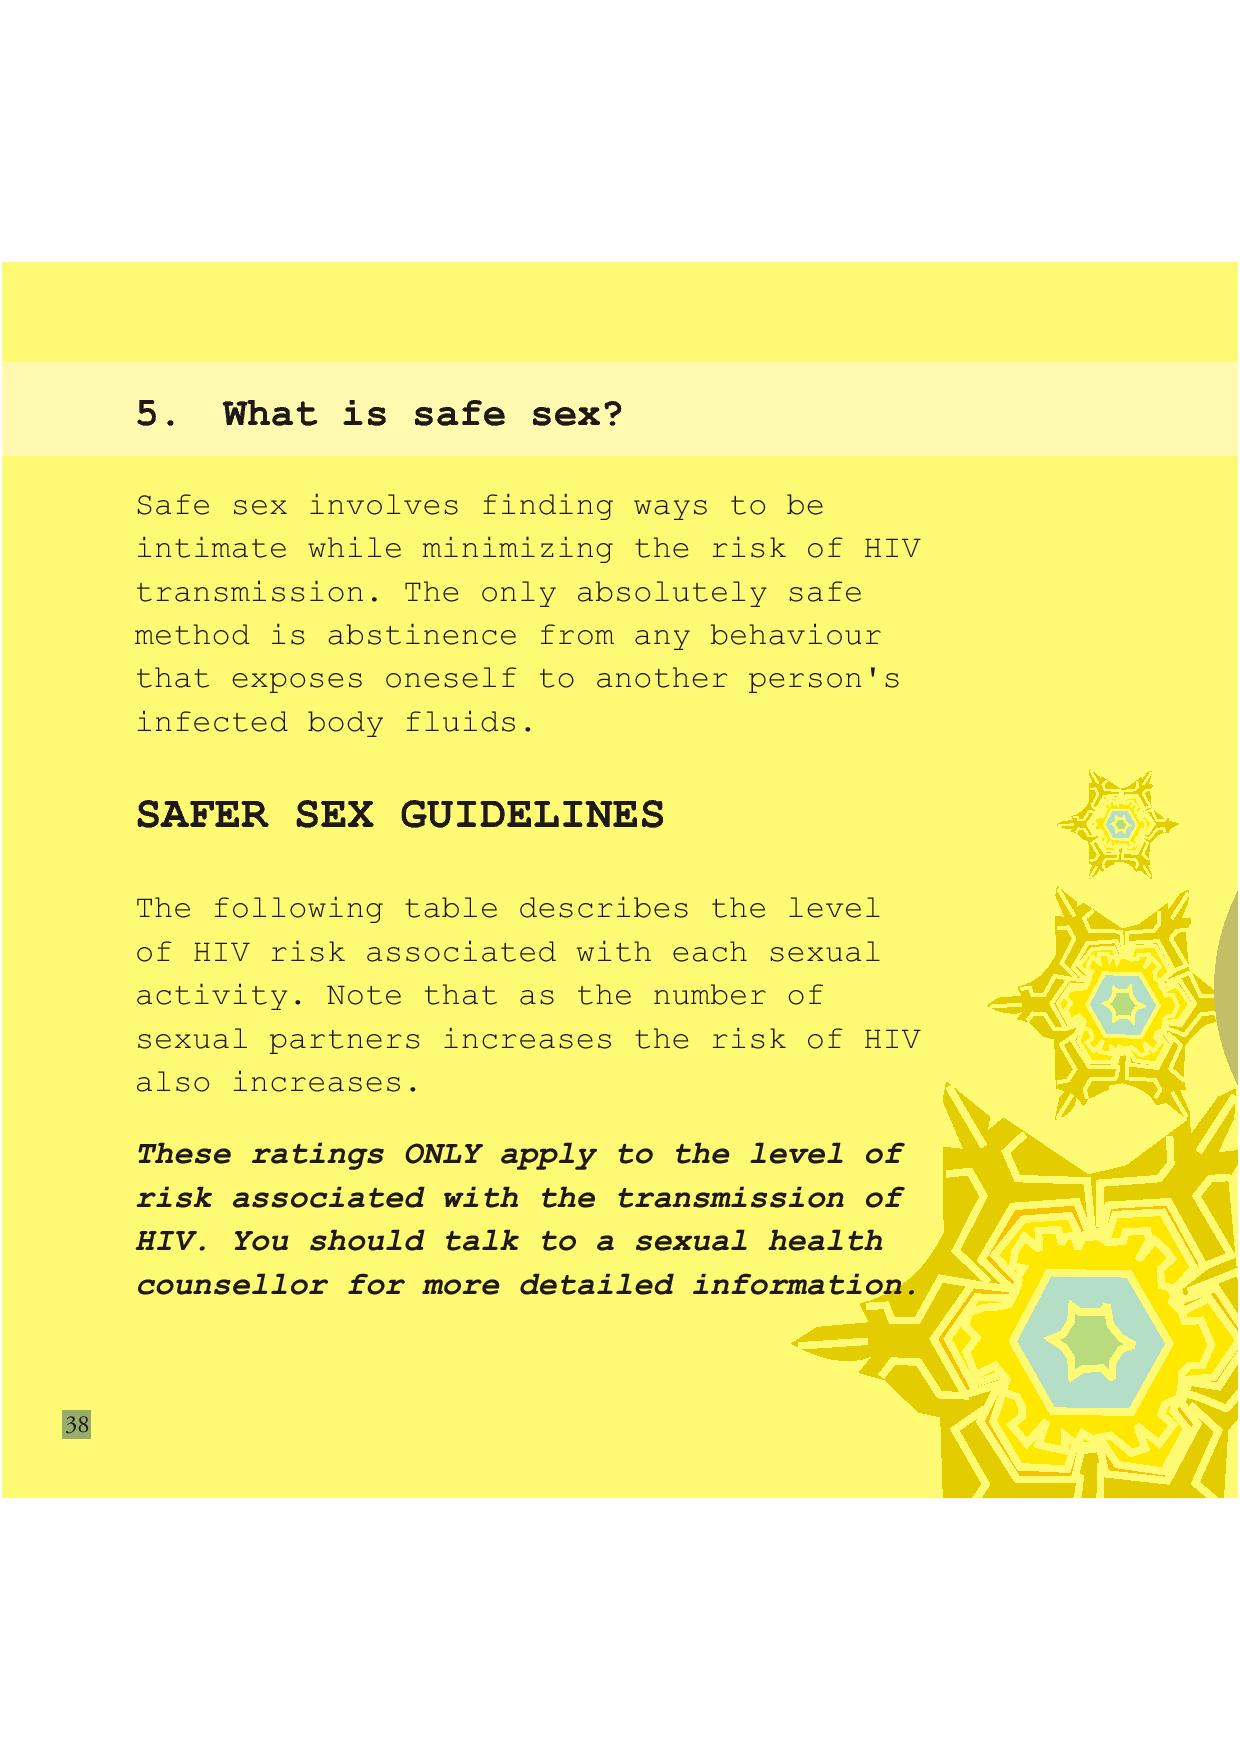 5. What is safe sex?
Safe sex involves finding ways to be
intimate while minimizing the risk of HIV
transmission. The only absolutely safe
method is abstinence from any behaviour
that exposes oneself to another person's
infected body fluids.
SAFER SEX GUIDELINES
The following table describes the level
of HIV risk associated with each sexual
activity. Note that as the number of
sexual partners increases the risk of HIV
also increases.
These ratings ONLY apply to the level of
risk associated with the transmission of
HIV. You should talk to a sexual health
counsellor for more detailed information.
38